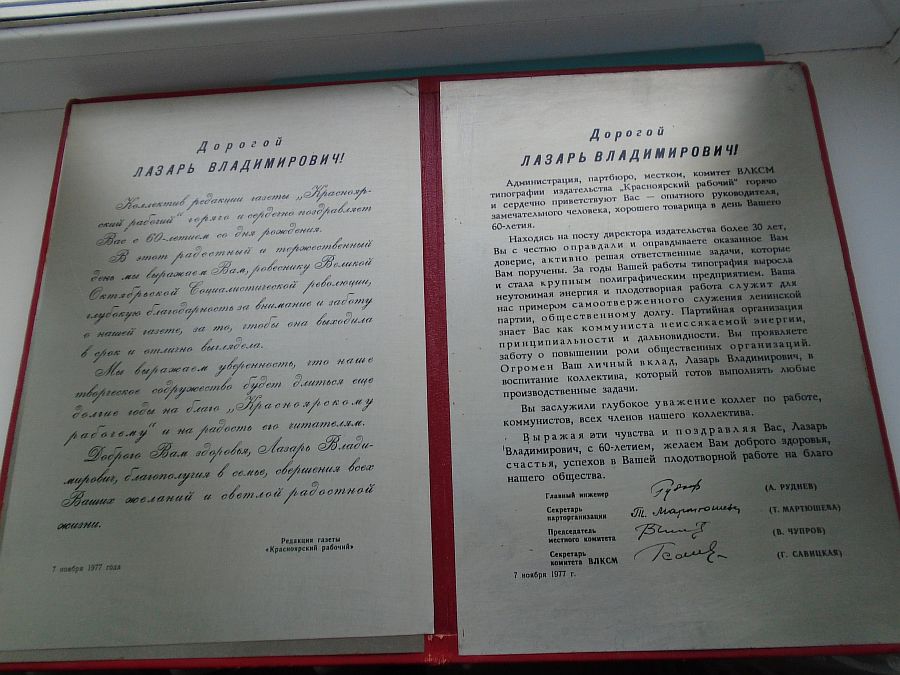 Дорогой
ЛАЗАРЬ ВЛАДИМИРОВИЧ!
Коллектив редакции газеты „Краснояр-
ский рабочий" горячо и сердечно поздравляет
Вас с 60-летием со дня рождения.
В этот радостный и торжественный
день мы выражаем Вам, ровеснику Великой
Октябрьской Социалистической революции,
глубокую благодарность за внимание и заботу
о нашей газете, за то, чтобы она выходила
в срок и отлично выглядела.
Мы выражаем уверенность, что наше
творческое содружество будет длиться еще
долгие годы на благо „Красноярскому
рабочему" и на радость его читателям.
Доброго Вам здоровья, Лазарь Влади-
мирович, благополучия в семье, свершения всех
Ваших желаний и светлой радостной
жизни.
Редакция газеты
«Красноярский рабочий»
7 ноября 1977 года
Дорогой
ЛАЗАРЬ ВЛАДИМИРОВИЧ!
Администрация, партбюро, местком, комитет ВЛКСМ
типографии издательства „Красноярский рабочий" горячо
и сердечно приветствуют Вас — опытного руководителя,
замечательного человека, хорошего товарища в день Вашего
60-летия.
Находясь на посту директора издательства более 30 лет,
Вы с честью оправдали и оправдываете оказанное Вам
доверие, активно решая ответственные задачи, которые
Вам поручены. За годы Вашей работы типография выросла
и стала крупным полиграфическим предприятием. Ваша
неутомимая энергия и плодотворная работа служит для
нас примером самоотверженного служения ленинской
партии, общественному долгу. Партийная организация
знает Вас как коммуниста неиссякаемой энергии,
принципиальности и дальновидности. Вы проявляете
заботу о повышении роли общественных организаций.
Огромен Ваш личный вклад, Лазарь Владимирович, в
воспитание коллектива, который готов выполнять любые
производственные задачи.
Вы заслужили глубокое уважение коллег по работе,
коммунистов, всех членов нашего коллектива.
Выражая эти чувства и поздравляя Вас, Лазарь
Владимирович, с 60-летием, желаем Вам доброго здоровья,
счастья, успехов в Вашей плодотворной работе на благо
нашего общества.
Главный инженер (А. РУДНЕВ)
Секретарь
парторганизации Т. Мартюшева (Т. МАРТЮШЕВА)
Председатель
местного комитета (В. ЧУПРОВ)
Секретарь
комитета ВЛКСМ (Г. САВИЦКАЯ)
7 ноября 1977 г.